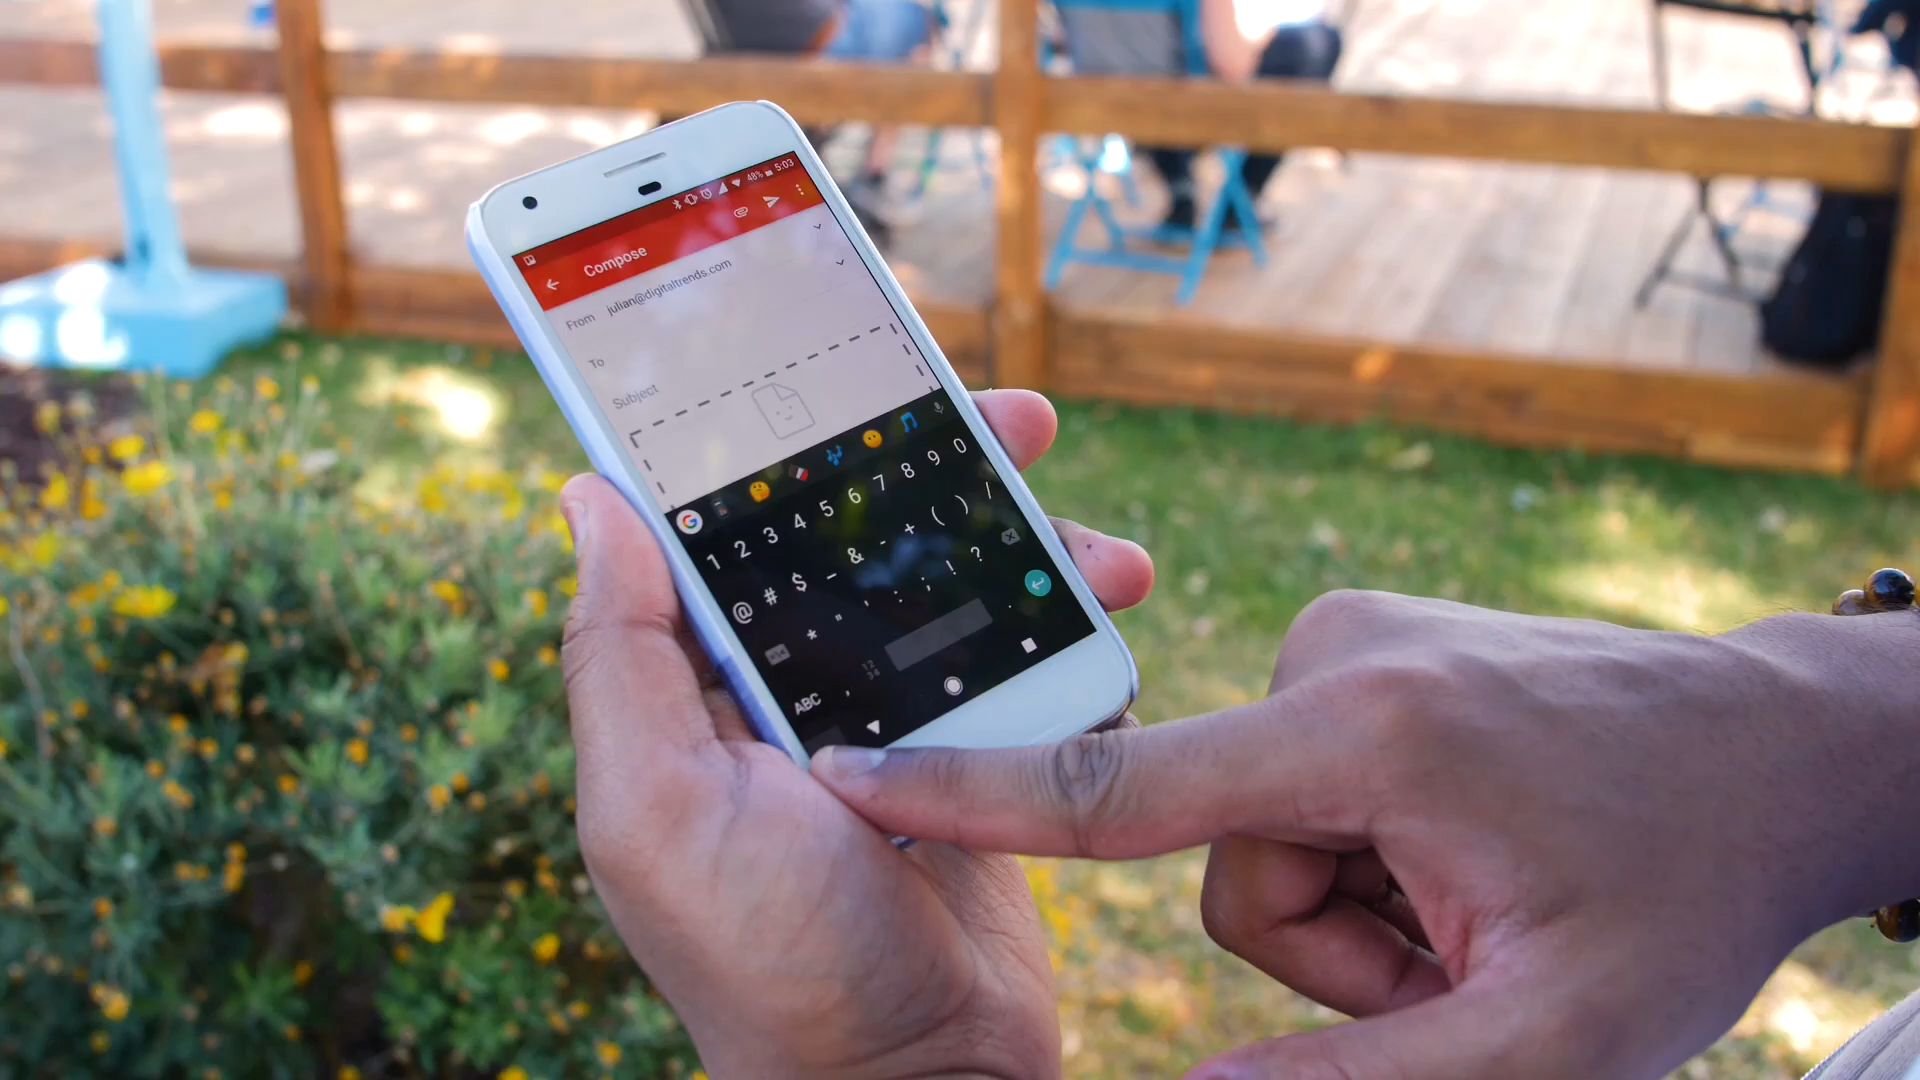 48% 5:03
Compose
From julian@digitaltrends.com
To
Subject
G
1 2 3 4 5 6 7 8 9 0
@ # $ _ & - + ( ) /
* " ' : ; ! ?
ABC , .